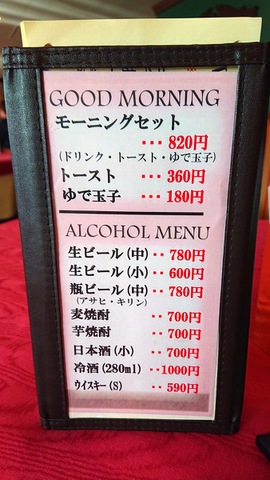 GOOD MORNING
モーニングセット
･･･820円
(ドリンク・トースト・ゆで玉子)
トースト ･･･360円
ゆで玉子 ･･･180円
ALCOHOL MENU
生ビール(中)･･780円
生ビール(小)･･600円
瓶ビール(中)･･780円
(アサヒ・キリン)
麦焼酎 ･･700円
芋焼酎 ･･700円
日本酒(小) ･･700円
冷酒(280ml)･･1000円
ウイスキー(S) ･･590円